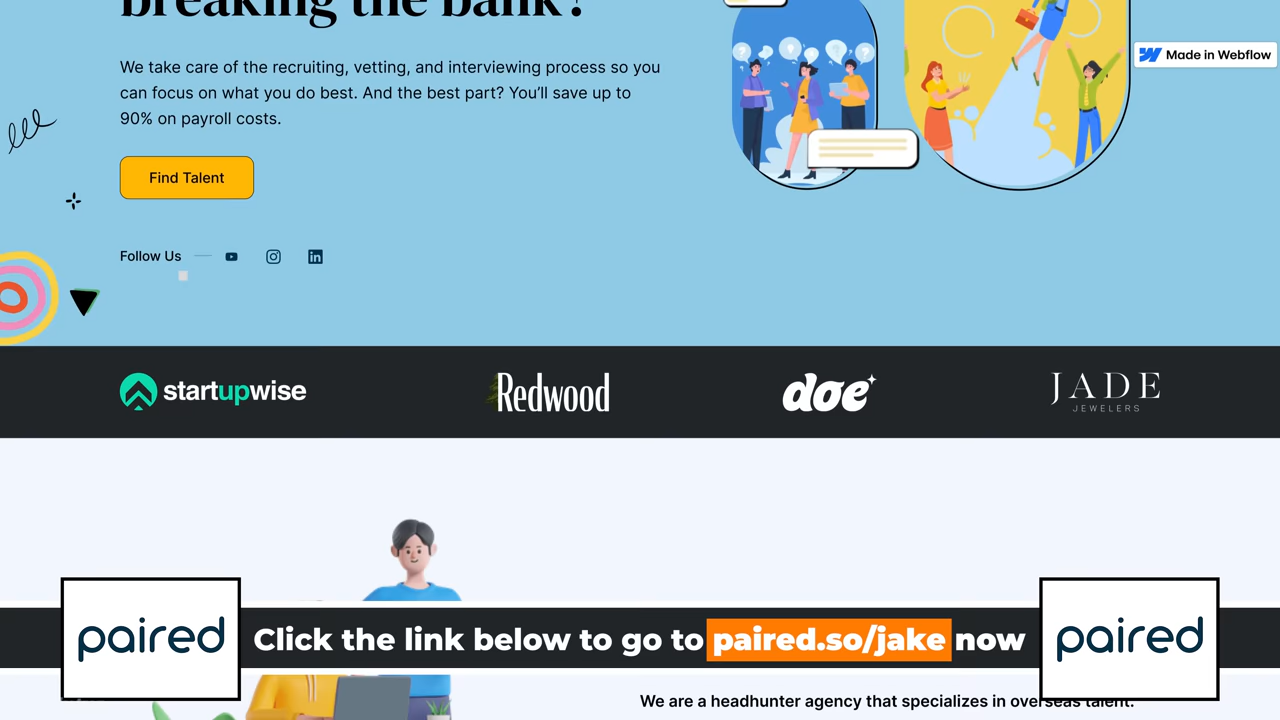 breaking the bank?
We take care of the recruiting, vetting, and interviewing process so you
can focus on what you do best. And the best part? You’ll save up to
90% on payroll costs.
Made in Webflow
Find Talent
Follow Us
in
startupwise
Redwood
doe
JADE
JEWELERS
paired
Click the link below to go to paired.so/jake now
paired
We are a headhunter agency that specializes in overseas talent.